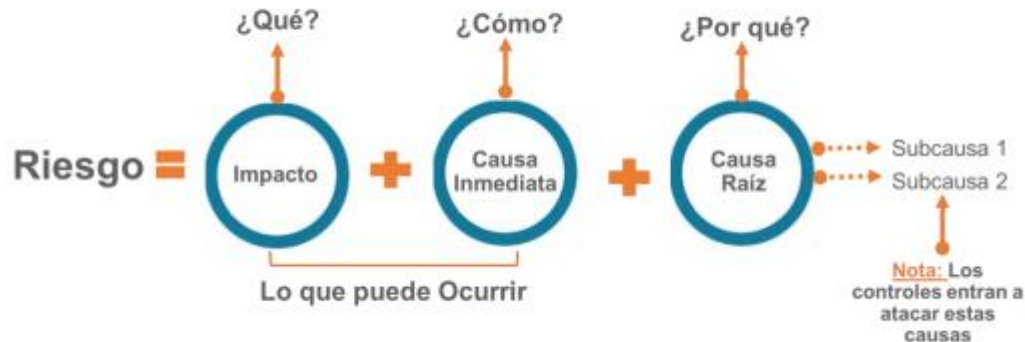 ¿Qué?
¿Cómo?
¿Por qué?
Riesgo =
Impacto
+
Causa
Inmediata
+
Causa
Raíz
Subcausa 1
Subcausa 2
Lo que puede Ocurrir
Nota: Los
controles entran a
atacar estas
causas